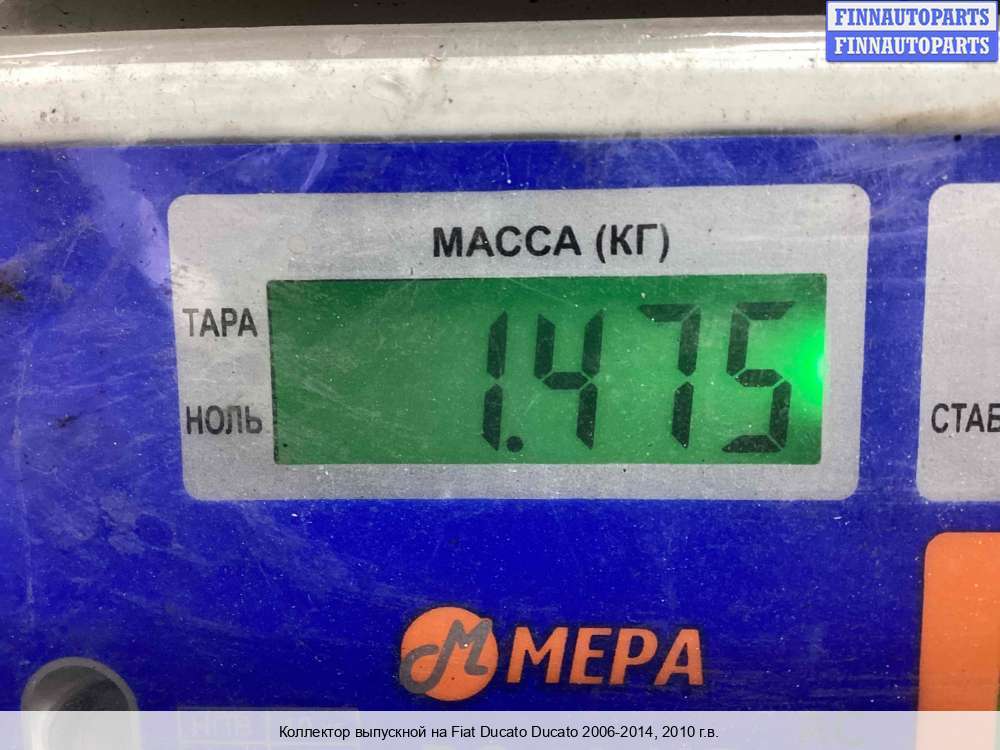 FINNAUTOPARTS
FINNAUTOPARTS
МАССА (КГ)
ТАРА
1.475
НОЛЬ
СТАБ
МЕРА
Коллектор выпускной на Fiat Ducato Ducato 2006-2014, 2010 г.в.